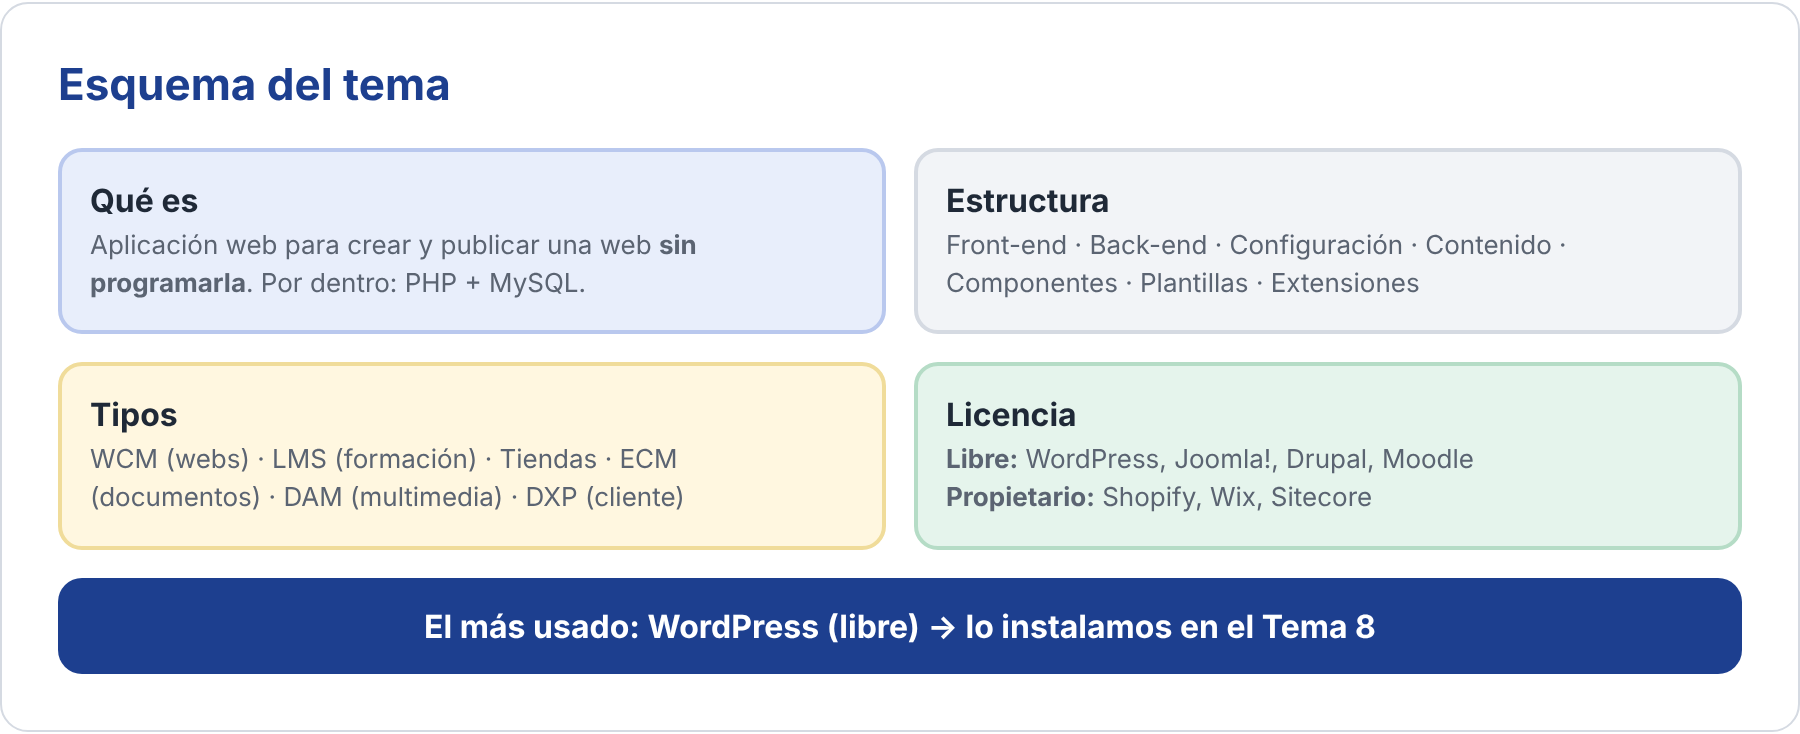 Esquema del tema
Qué es
Aplicación web para crear y publicar una web sin
programarla. Por dentro: PHP + MySQL.
Estructura
Front-end · Back-end · Configuración · Contenido ·
Componentes · Plantillas · Extensiones
Tipos
WCM (webs) · LMS (formación) · Tiendas · ECM
(documentos) · DAM (multimedia) · DXP (cliente)
Licencia
Libre: WordPress, Joomla!, Drupal, Moodle
Propietario: Shopify, Wix, Sitecore
El más usado: WordPress (libre) → lo instalamos en el Tema 8